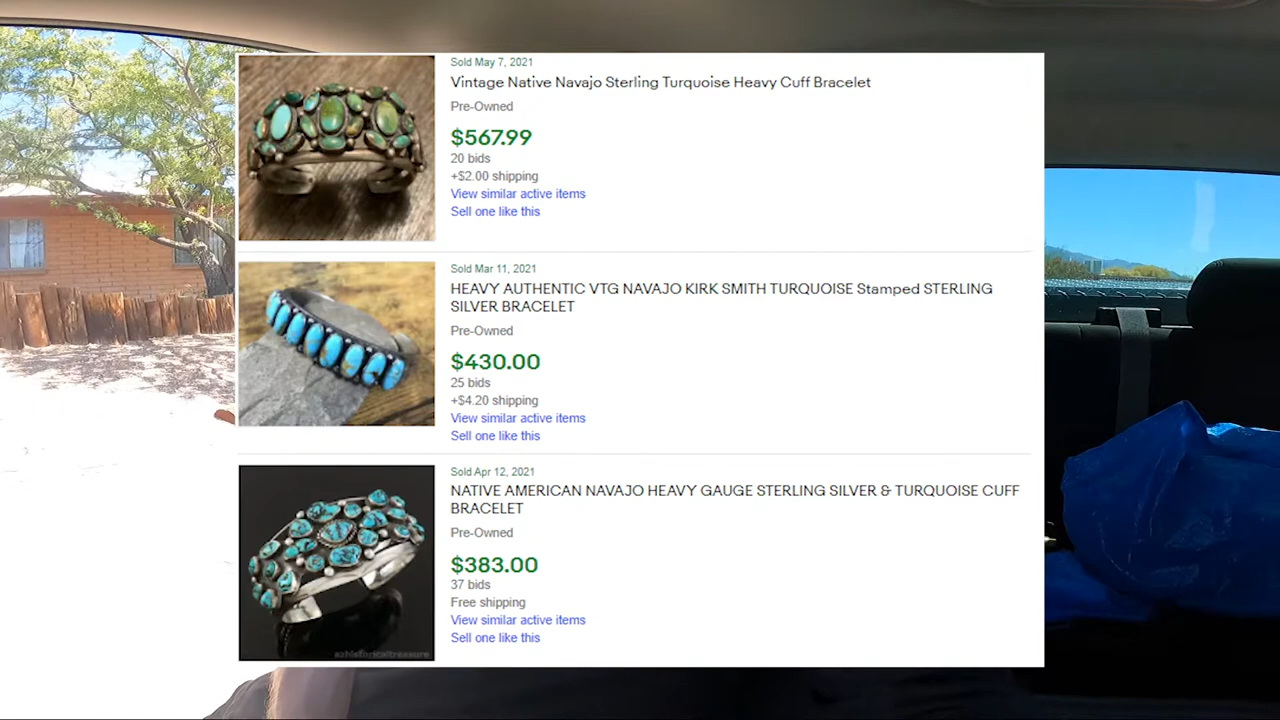 Sold May 7, 2021
Vintage Native Navajo Sterling Turquoise Heavy Cuff Bracelet
Pre-Owned
$567.99
20 bids
+$2.00 shipping
View similar active items
Sell one like this
Sold Mar 11, 2021
HEAVY AUTHENTIC VTG NAVAJO KIRK SMITH TURQUOISE Stamped STERLING
SILVER BRACELET
Pre-Owned
$430.00
25 bids
+$4.20 shipping
View similar active items
Sell one like this
Sold Apr 12, 2021
NATIVE AMERICAN NAVAJO HEAVY GAUGE STERLING SILVER & TURQUOISE CUFF
BRACELET
Pre-Owned
$383.00
37 bids
Free shipping
View similar active items
Sell one like this